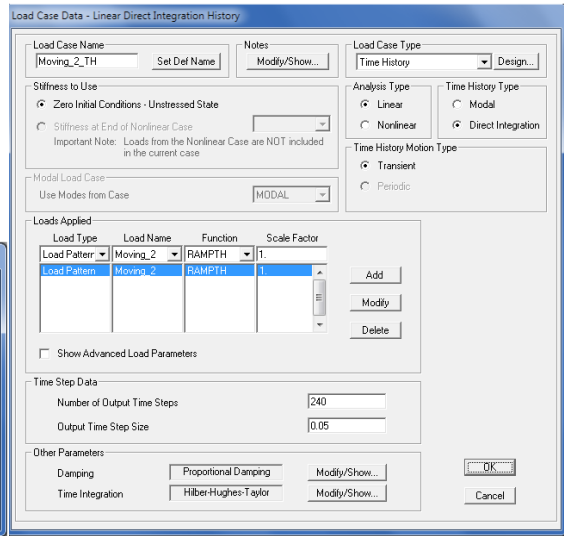 Load Case Data - Linear Direct Integration History
Load Case Name
Moving_2_TH
Set Def Name
Notes
Modify/Show...
Load Case Type
Time History
Design...
Stiffness to Use
Zero Initial Conditions - Unstressed State
Stiffness at End of Nonlinear Case
Important Note: Loads from the Nonlinear Case are NOT included
in the current case
Analysis Type
Linear
Nonlinear
Time History Type
Modal
Direct Integration
Time History Motion Type
Transient
Periodic
Modal Load Case
Use Modes from Case
MODAL
Loads Applied
Load Type Load Name Function Scale Factor
Load Pattern Moving_2 RAMPTH 1.
Load Pattern Moving_2 RAMPTH 1.
Add
Modify
Delete
Show Advanced Load Parameters
Time Step Data
Number of Output Time Steps 240
Output Time Step Size 0.05
Other Parameters
Damping Proportional Damping Modify/Show...
Time Integration Hilber-Hughes-Taylor Modify/Show...
OK
Cancel